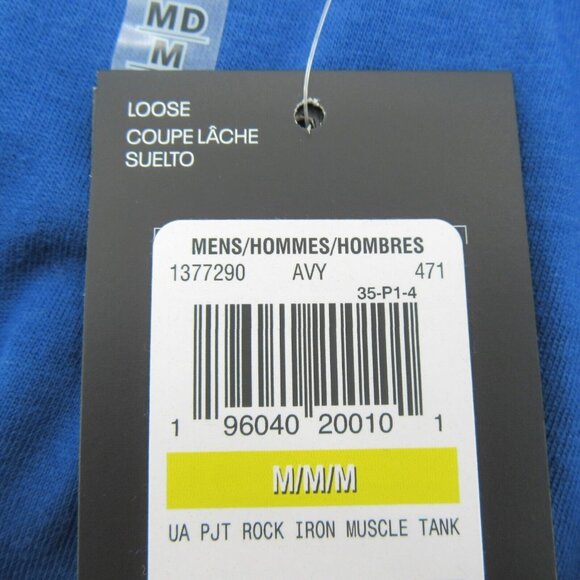 MD
M
LOOSE
COUPE LÂCHE
SUELTO
MENS/HOMMES/HOMBRES
1377290 AVY 471
35-P1-4
1 96040 20010 1
M/M/M
UA PJT ROCK IRON MUSCLE TANK